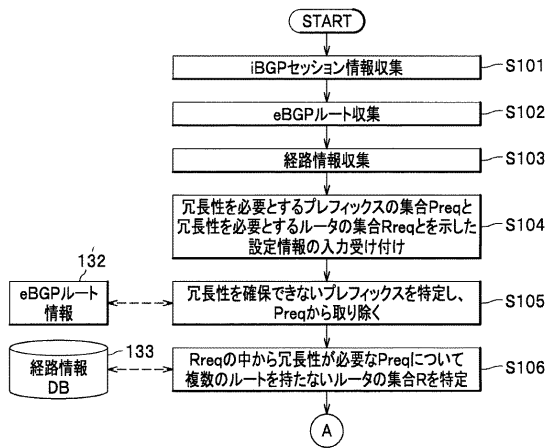 START
iBGPセッション情報収集
S101
eBGPルート収集
S102
経路情報収集
S103
冗長性を必要とするプレフィックスの集合Preqと
冗長性を必要とするルータの集合Rreqとを示した
設定情報の入力受け付け
S104
132
eBGPルート
情報
冗長性を確保できないプレフィックスを特定し、
Preqから取り除く
S105
133
経路情報
DB
Rreqの中から冗長性が必要なPreqについて
複数のルートを持たないルータの集合Rを特定
S106
A